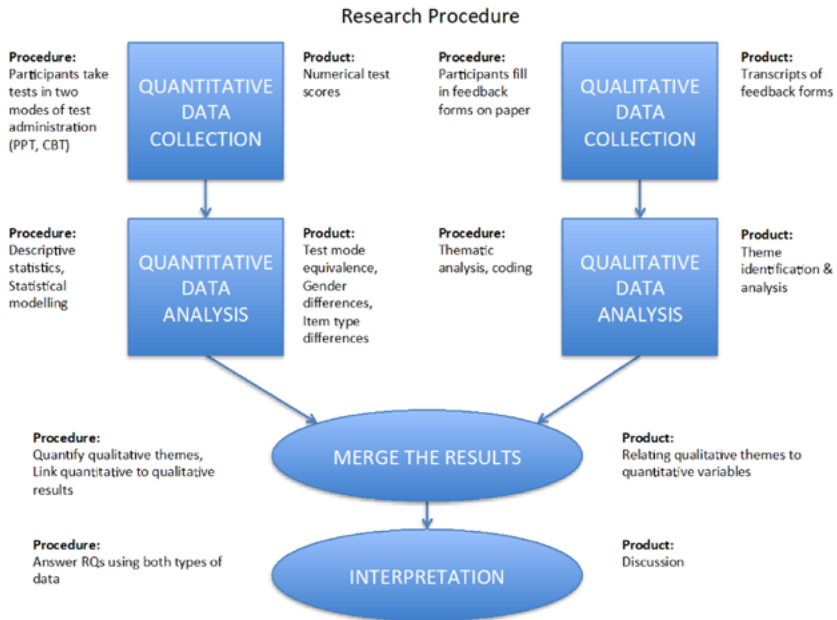 Research Procedure
Procedure:
Participants take
tests in two
modes of test
administration
(PPT, CBT)
QUANTITATIVE
DATA
COLLECTION
Product:
Numerical test
scores
Procedure:
Participants fill
in feedback
forms on paper
QUALITATIVE
DATA
COLLECTION
Product:
Transcripts of
feedback forms
Procedure:
Descriptive
statistics,
Statistical
modelling
QUANTITATIVE
DATA
ANALYSIS
Product:
Test mode
equivalence,
Gender
differences,
Item type
differences
Procedure:
Thematic
analysis, coding
QUALITATIVE
DATA
ANALYSIS
Product:
Theme
identification &
analysis
Procedure:
Quantify qualitative themes,
Link quantitative to qualitative
results
MERGE THE RESULTS
Product:
Relating qualitative themes to
quantitative variables
Procedure:
Answer RQs using both types of
data
INTERPRETATION
Product:
Discussion